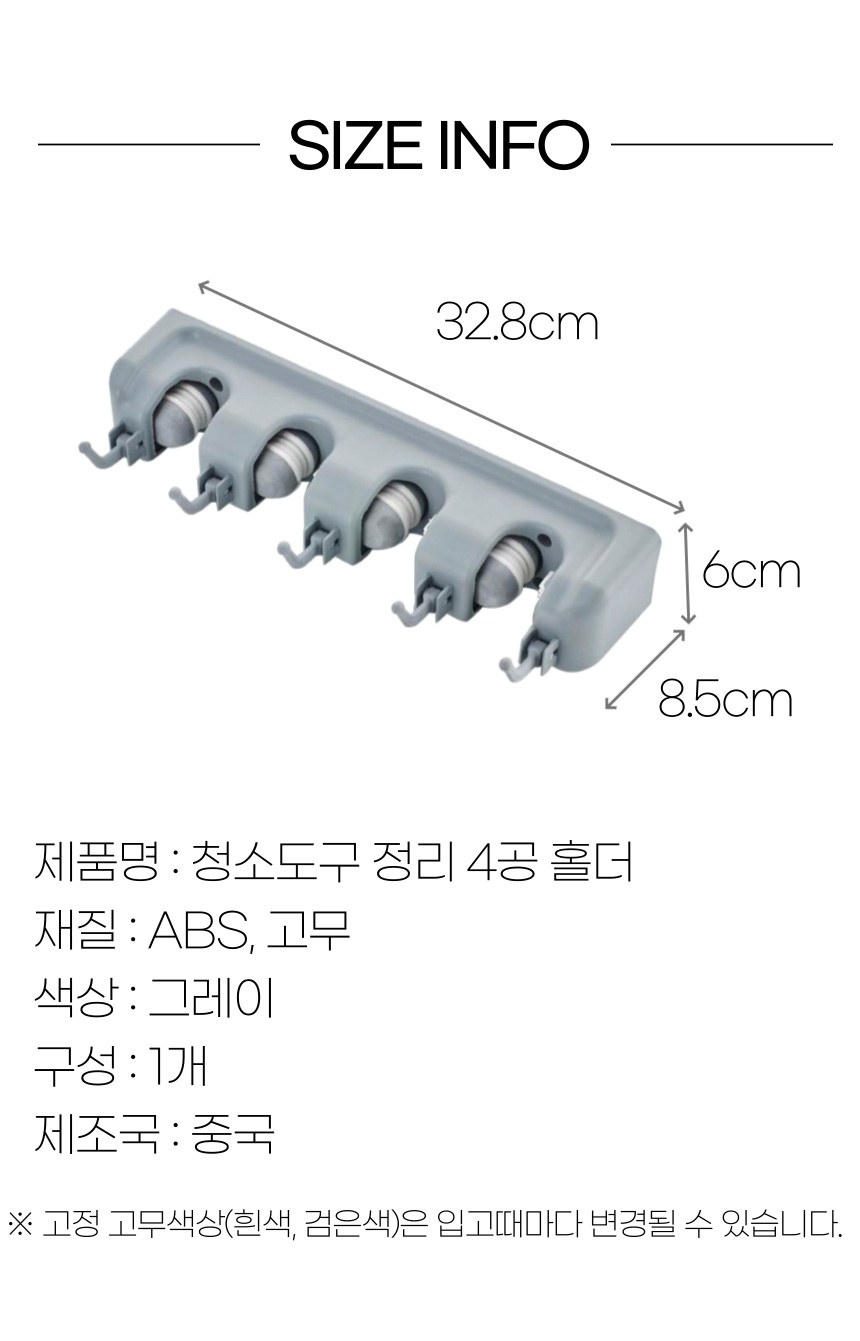 SIZE INFO
32.8cm
6cm
8.5cm
제품명 : 청소도구 정리 4공 홀더
재질 : ABS, 고무
색상 : 그레이
구성 : 1개
제조국 : 중국
※ 고정 고무색상(흰색, 검은색)은 입고때마다 변경될 수 있습니다.